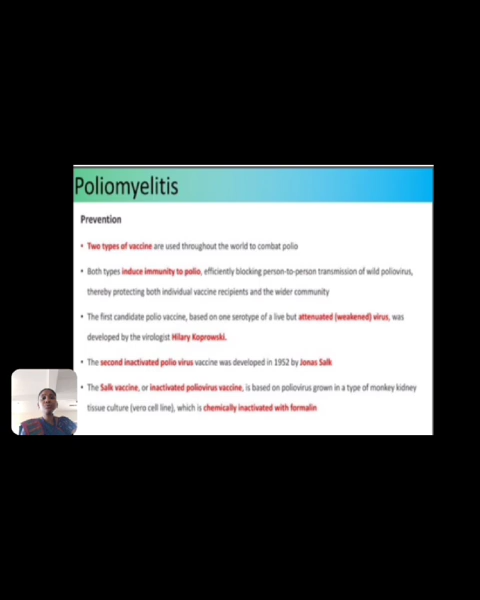 Poliomyelitis
Prevention
• Two types of vaccine are used throughout the world to combat polio
• Both types induce immunity to polio, efficiently blocking person-to-person transmission of wild poliovirus,
thereby protecting both individual vaccine recipients and the wider community
• The first candidate polio vaccine, based on one serotype of a live but attenuated (weakened) virus, was
developed by the virologist Hilary Koprowski.
• The second inactivated polio virus vaccine was developed in 1952 by Jonas Salk
• The Salk vaccine, or inactivated poliovirus vaccine, is based on poliovirus grown in a type of monkey kidney
tissue culture (vero cell line), which is chemically inactivated with formalin